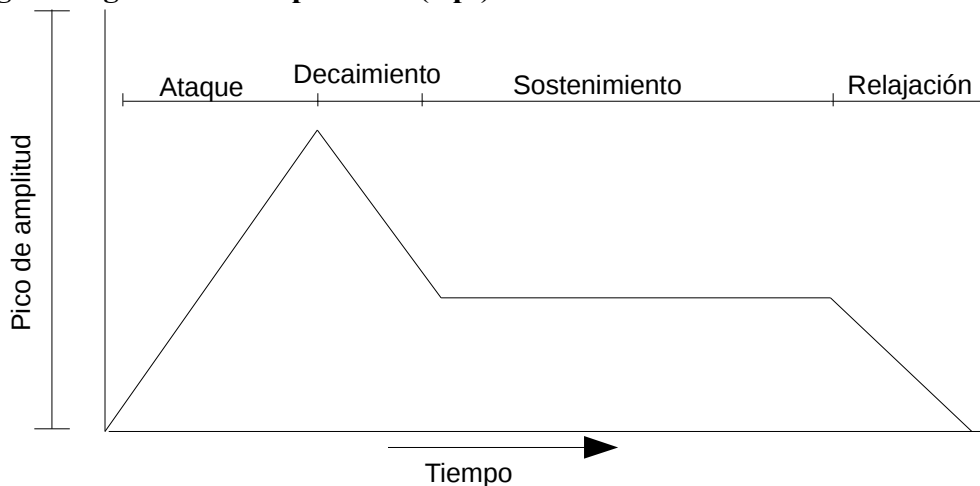 Decaimiento
Ataque
Sostenimiento
Relajación
Pico de amplitud
Tiempo